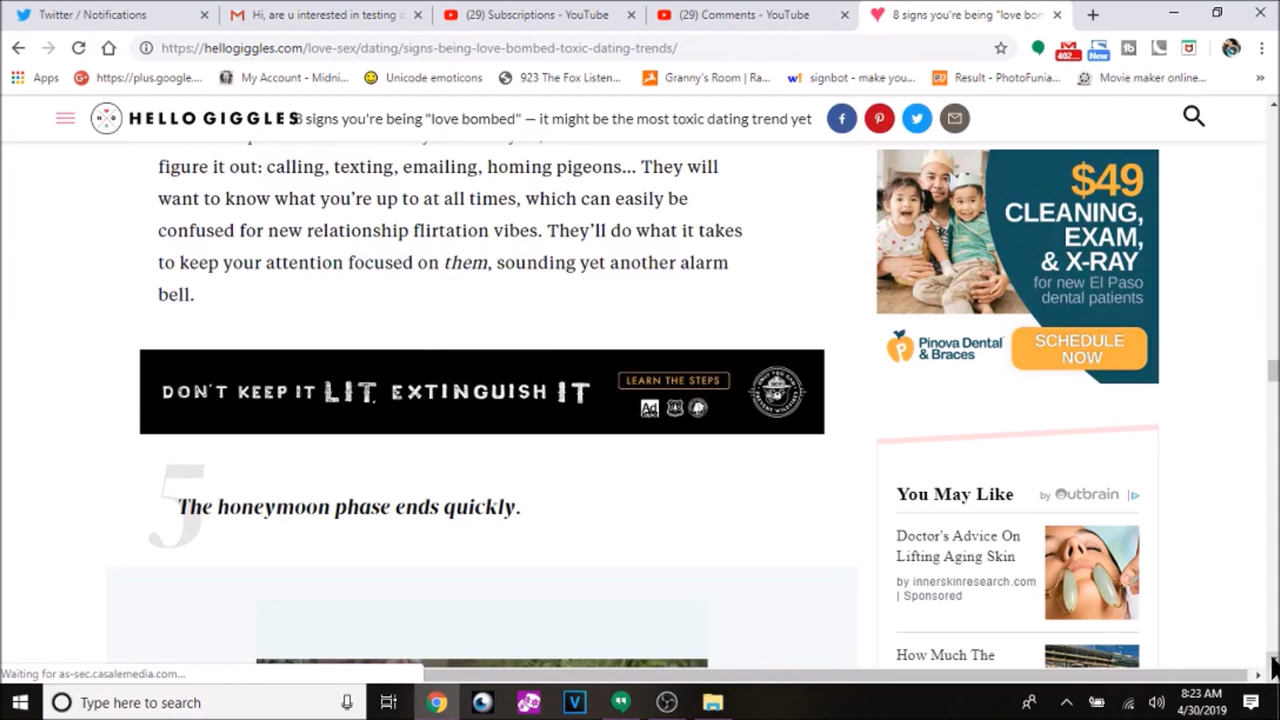 Twitter / Notifications
Hi, are u interested in testing c
(29) Subscriptions - YouTube
(29) Comments - YouTube
8 signs you're being "love bom
https://hellogiggles.com/love-sex/dating/signs-being-love-bombed-toxic-dating-trends/
402...
New
Apps
https://plus.google....
My Account - Midni...
Unicode emoticons
923 The Fox Listen...
Granny's Room | Ra...
signbot - make you...
Result - PhotoFunia...
Movie maker online...
HELLO GIGGLES
8 signs you're being "love bombed" — it might be the most toxic dating trend yet
figure it out: calling, texting, emailing, homing pigeons... They will
want to know what you're up to at all times, which can easily be
confused for new relationship flirtation vibes. They'll do what it takes
to keep your attention focused on them, sounding yet another alarm
bell.
DON'T KEEP IT LIT, EXTINGUISH IT
LEARN THE STEPS
Ad
5
The honeymoon phase ends quickly.
$49
CLEANING,
EXAM,
& X-RAY
for new El Paso
dental patients
Pinova Dental
& Braces
SCHEDULE
NOW
You May Like
by Outbrain
Doctor's Advice On
Lifting Aging Skin
by innerskinresearch.com
| Sponsored
How Much The
Waiting for as-sec.casalemedia.com...
Type here to search
8:23 AM
4/30/2019